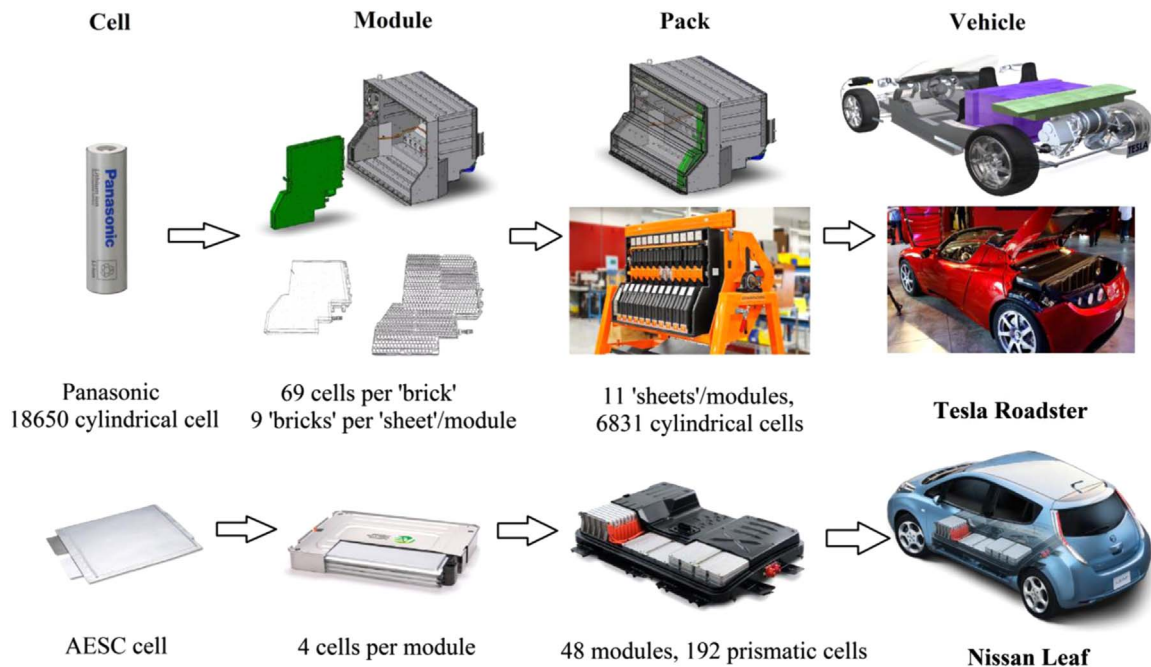 Cell
Module
Pack
Vehicle
Panasonic
TESLA
Panasonic
18650 cylindrical cell
69 cells per 'brick'
9 'bricks' per 'sheet'/module
11 'sheets'/modules,
6831 cylindrical cells
Tesla Roadster
AESC cell
4 cells per module
48 modules, 192 prismatic cells
Nissan Leaf